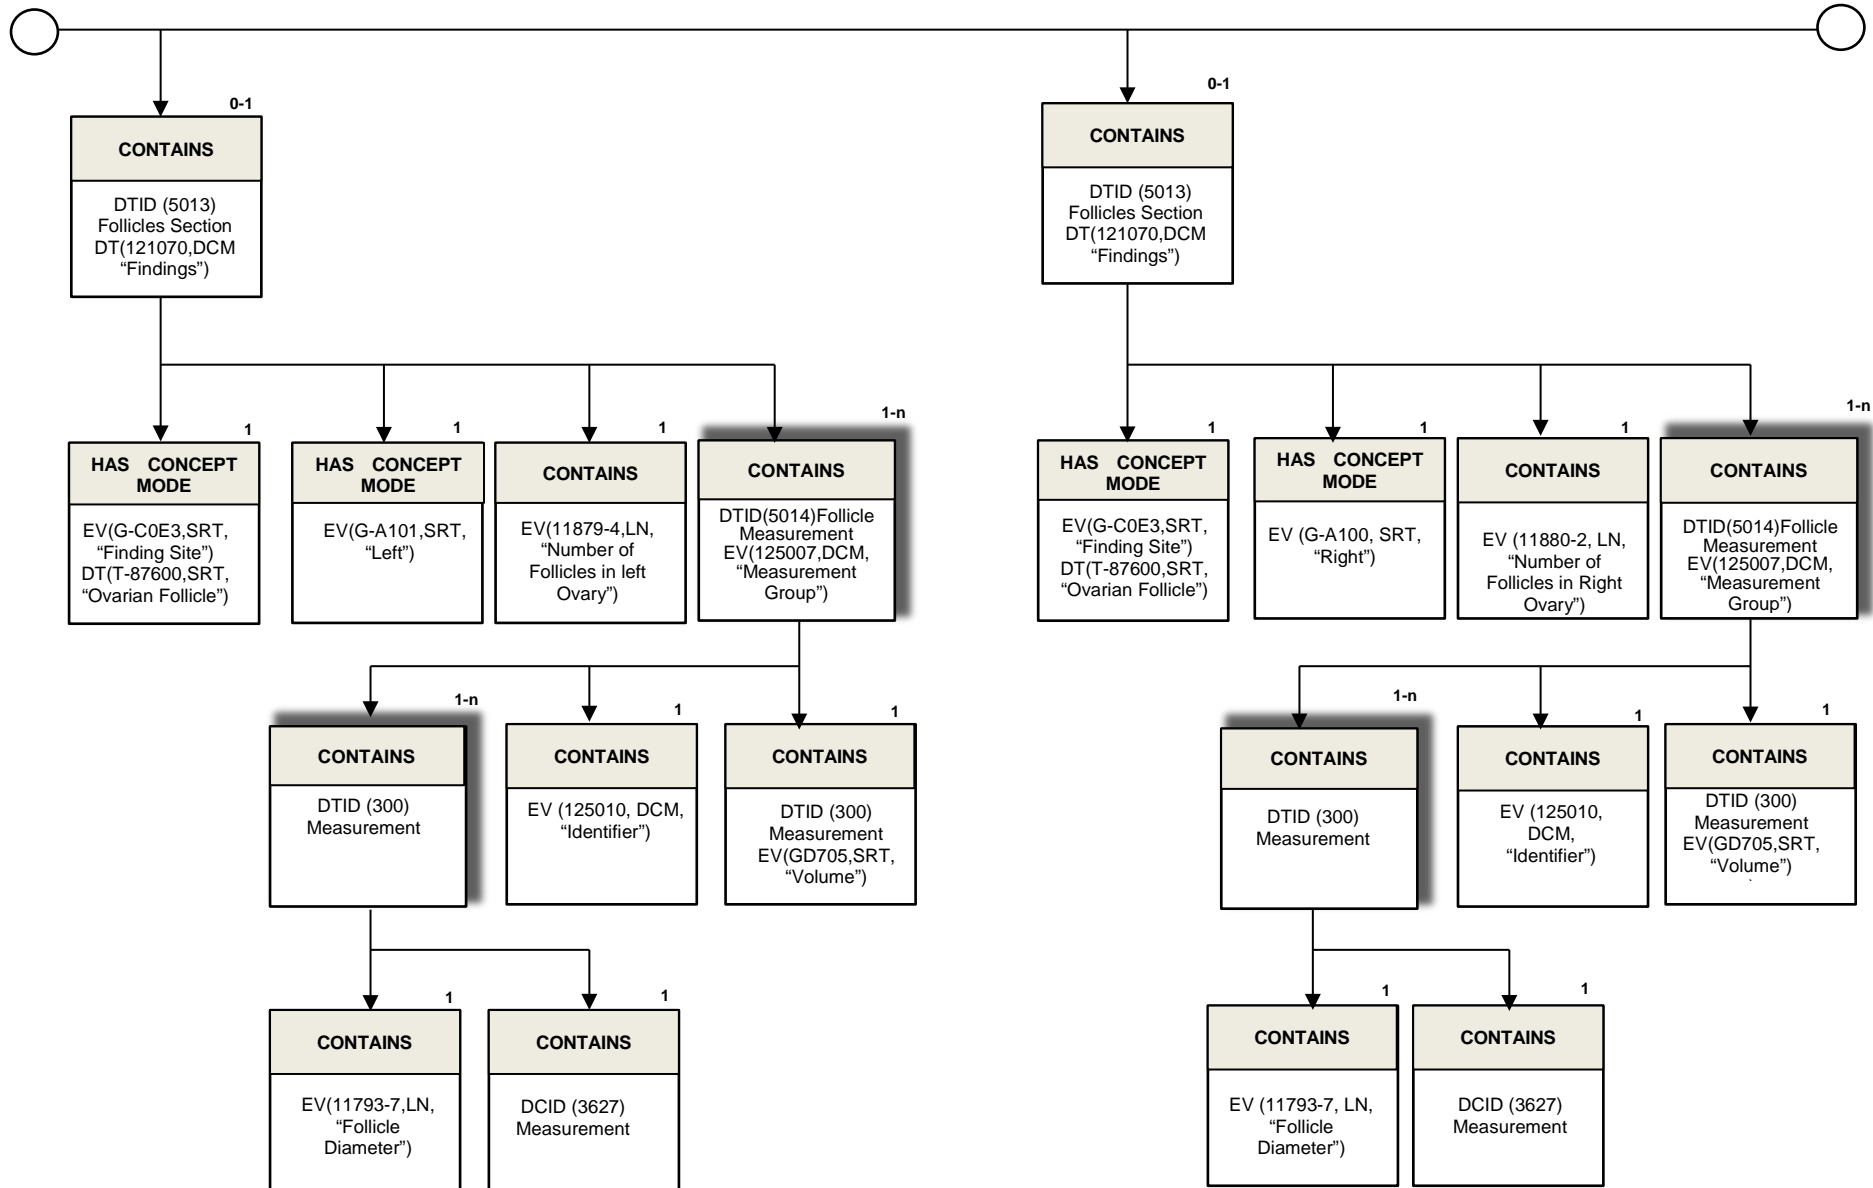 0-1
CONTAINS
DTID (5013)
Follicles Section
DT(121070,DCM
“Findings”)
0-1
CONTAINS
DTID (5013)
Follicles Section
DT(121070,DCM
“Findings”)
1
HAS CONCEPT
MODE
EV(G-C0E3,SRT,
“Finding Site”)
DT(T-87600,SRT,
“Ovarian Follicle”)
1
HAS CONCEPT
MODE
EV(G-A101,SRT,
“Left”)
1
CONTAINS
EV(11879-4,LN,
“Number of
Follicles in left
Ovary”)
1-n
CONTAINS
DTID(5014)Follicle
Measurement
EV(125007,DCM,
“Measurement
Group”)
1
HAS CONCEPT
MODE
EV(G-C0E3,SRT,
“Finding Site”)
DT(T-87600,SRT,
“Ovarian Follicle”)
1
HAS CONCEPT
MODE
EV (G-A100, SRT,
“Right”)
1
CONTAINS
EV (11880-2, LN,
“Number of
Follicles in Right
Ovary”)
1-n
CONTAINS
DTID(5014)Follicle
Measurement
EV(125007,DCM,
“Measurement
Group”)
1-n
CONTAINS
DTID (300)
Measurement
1
CONTAINS
EV (125010, DCM,
“Identifier”)
1
CONTAINS
DTID (300)
Measurement
EV(GD705,SRT,
“Volume”)
1-n
CONTAINS
DTID (300)
Measurement
1
CONTAINS
EV (125010,
DCM,
“Identifier”)
1
CONTAINS
DTID (300)
Measurement
EV(GD705,SRT,
“Volume”)
1
CONTAINS
EV(11793-7,LN,
“Follicle
Diameter”)
1
CONTAINS
DCID (3627)
Measurement
1
CONTAINS
EV (11793-7, LN,
“Follicle
Diameter”)
1
CONTAINS
DCID (3627)
Measurement